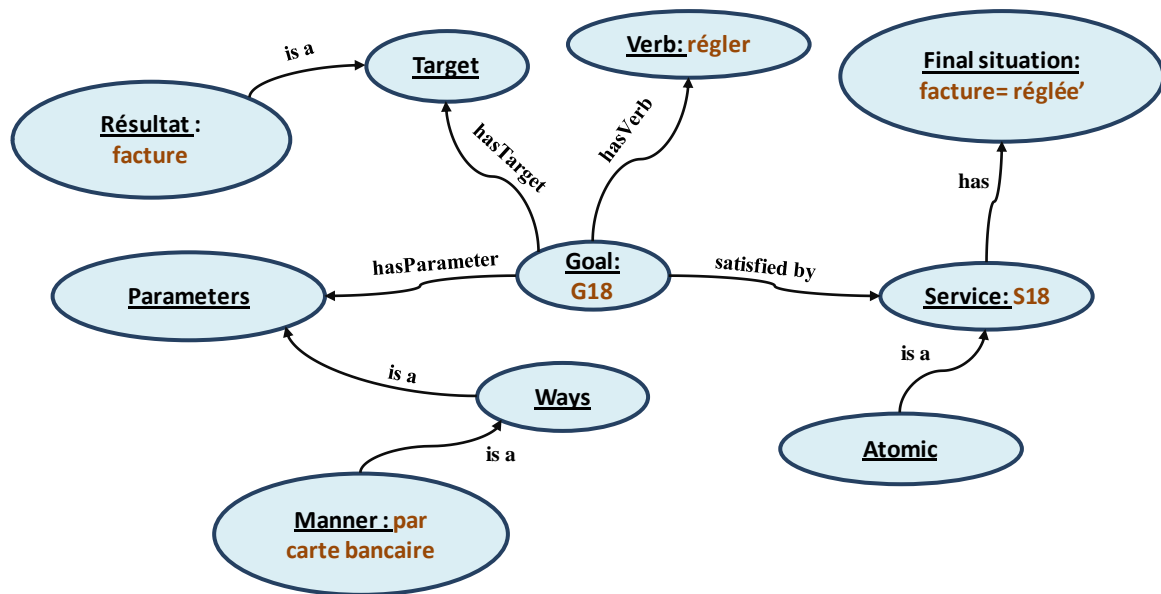 is a
Target
Verb: régler
Final situation:
facture= réglée’
Résultat :
facture
hasTarget
hasVerb
has
hasParameter
Goal:
G18
satisfied by
Parameters
Service: S18
is a
is a
Ways
Atomic
is a
Manner : par
carte bancaire